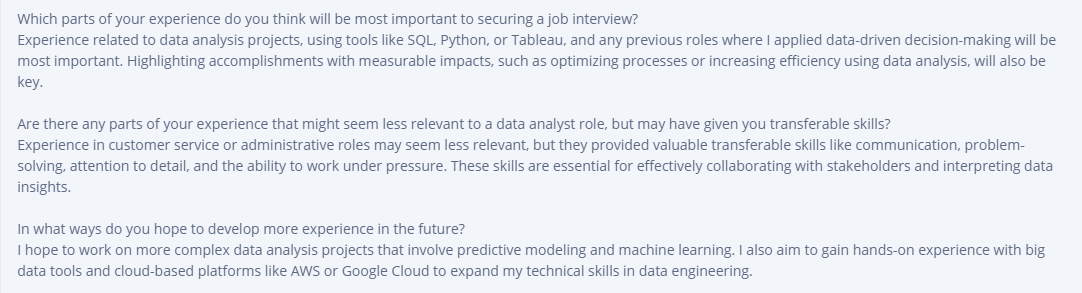 Which parts of your experience do you think will be most important to securing a job interview?
Experience related to data analysis projects, using tools like SQL, Python, or Tableau, and any previous roles where I applied data-driven decision-making will be
most important. Highlighting accomplishments with measurable impacts, such as optimizing processes or increasing efficiency using data analysis, will also be
key.
Are there any parts of your experience that might seem less relevant to a data analyst role, but may have given you transferable skills?
Experience in customer service or administrative roles may seem less relevant, but they provided valuable transferable skills like communication, problem-
solving, attention to detail, and the ability to work under pressure. These skills are essential for effectively collaborating with stakeholders and interpreting data
insights.
In what ways do you hope to develop more experience in the future?
I hope to work on more complex data analysis projects that involve predictive modeling and machine learning. I also aim to gain hands-on experience with big
data tools and cloud-based platforms like AWS or Google Cloud to expand my technical skills in data engineering.